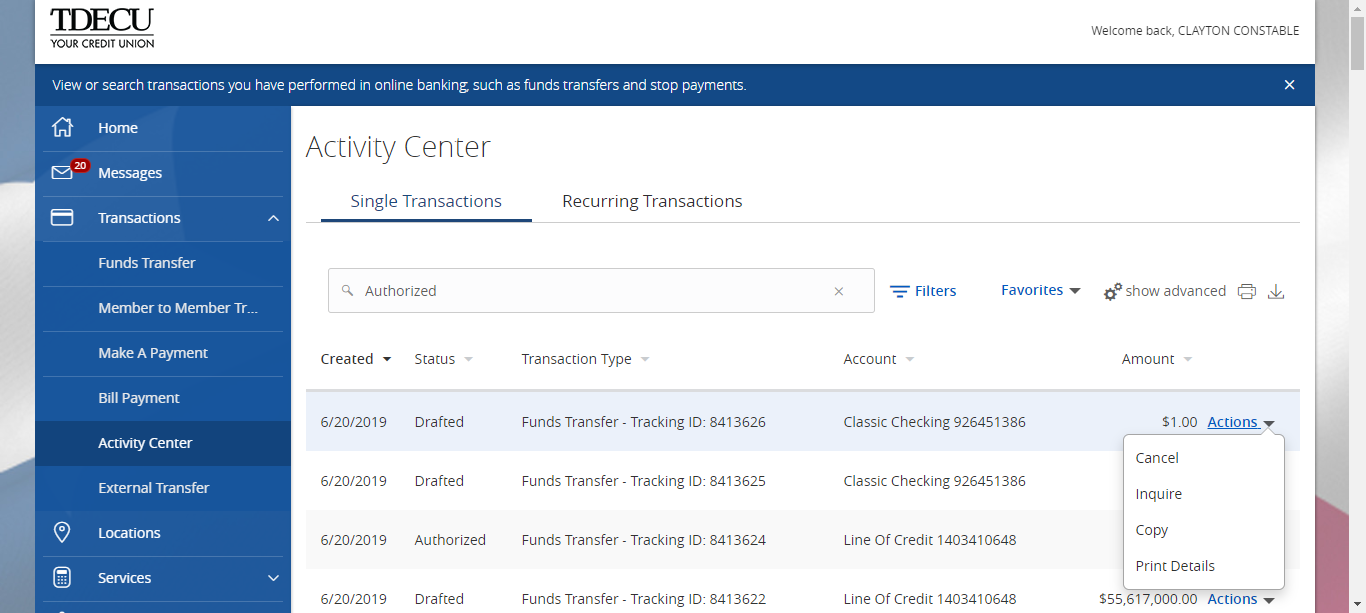 TDECU
YOUR CREDIT UNION
Welcome back, CLAYTON CONSTABLE
View or search transactions you have performed in online banking, such as funds transfers and stop payments.
Home
20
Messages
Transactions
Funds Transfer
Member to Member Tr...
Make A Payment
Bill Payment
Activity Center
External Transfer
Locations
Services
Activity Center
Single Transactions Recurring Transactions
Authorized Filters Favorites show advanced
Created Status Transaction Type Account Amount
6/20/2019 Drafted Funds Transfer - Tracking ID: 8413626 Classic Checking 926451386 $1.00 Actions
Cancel
Inquire
Copy
Print Details
6/20/2019 Drafted Funds Transfer - Tracking ID: 8413625 Classic Checking 926451386
6/20/2019 Authorized Funds Transfer - Tracking ID: 8413624 Line Of Credit 1403410648
6/20/2019 Drafted Funds Transfer - Tracking ID: 8413622 Line Of Credit 1403410648 $55,617,000.00 Actions